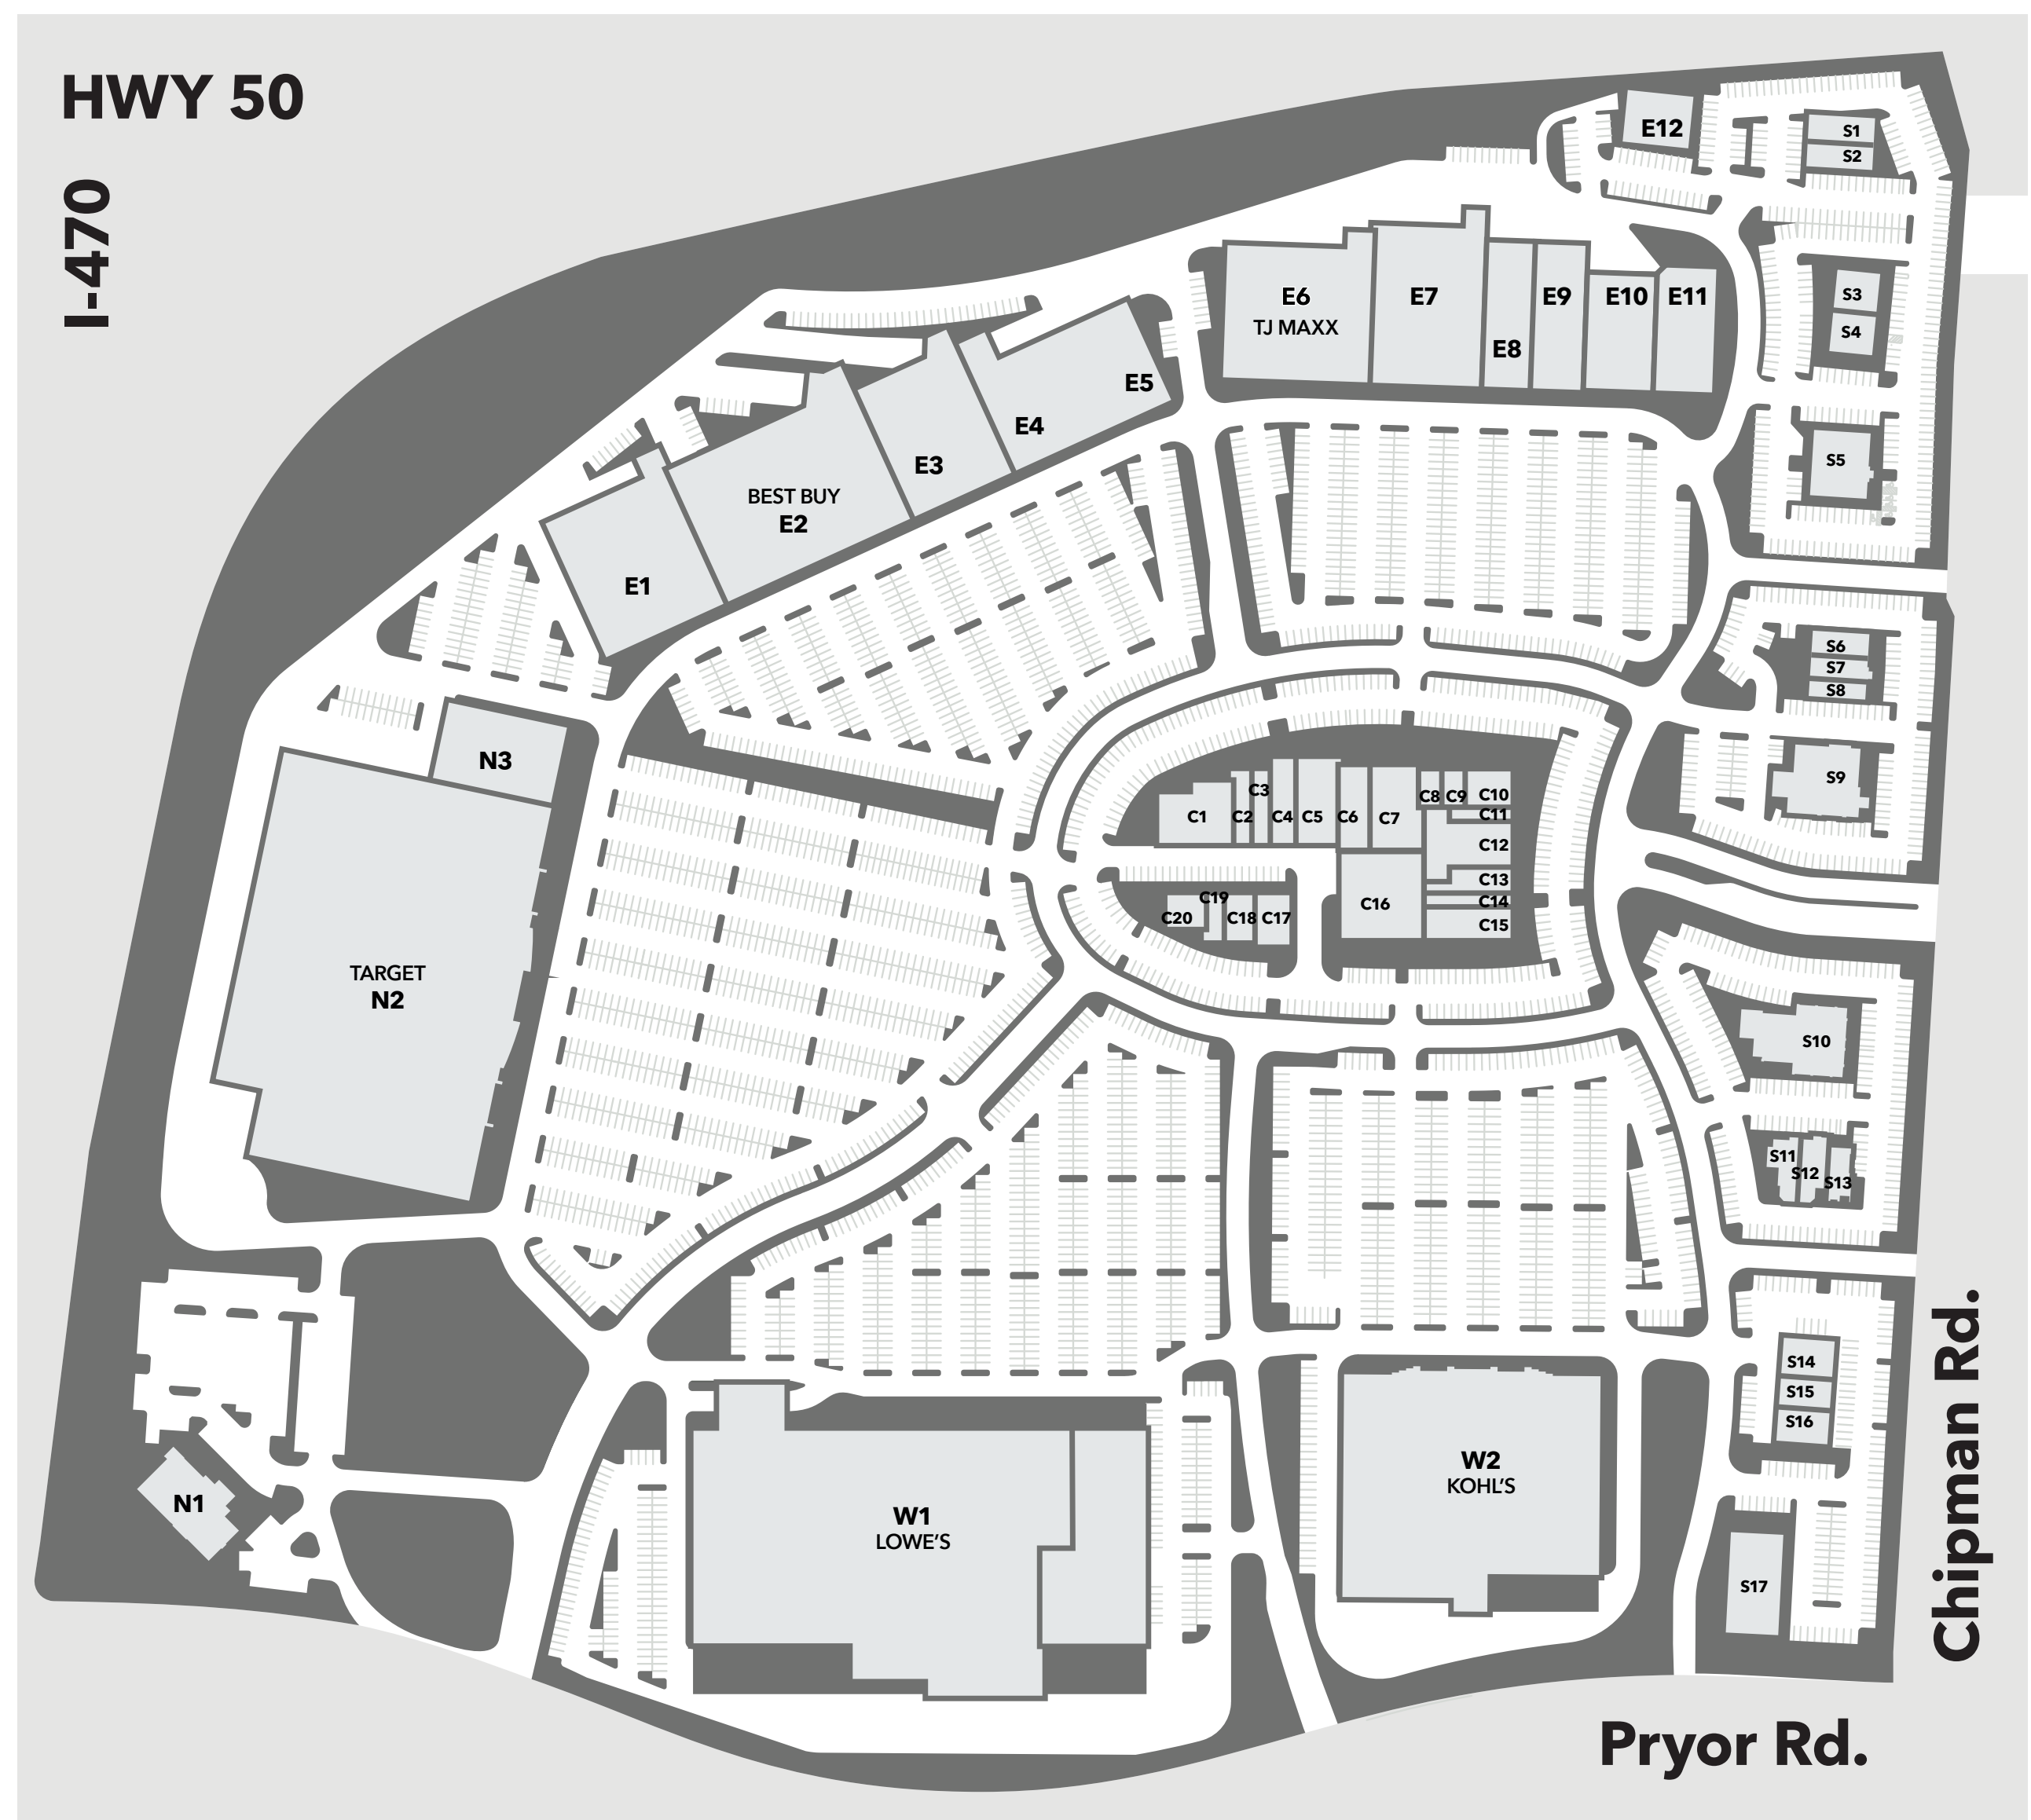 HWY 50
I-470
E12
S1
S2
E6
TJ MAXX
E7
E8
E9
E10
E11
S3
S4
E5
E4
E3
BEST BUY
E2
E1
S5
S6
S7
S8
S9
N3
TARGET
N2
C1
C2
C3
C4
C5
C6
C7
C8
C9
C10
C11
C12
C13
C14
C15
C16
C17
C18
C19
C20
S10
S11
S12
S13
S14
S15
S16
S17
N1
W1
LOWE'S
W2
KOHL'S
Chipman Rd.
Pryor Rd.